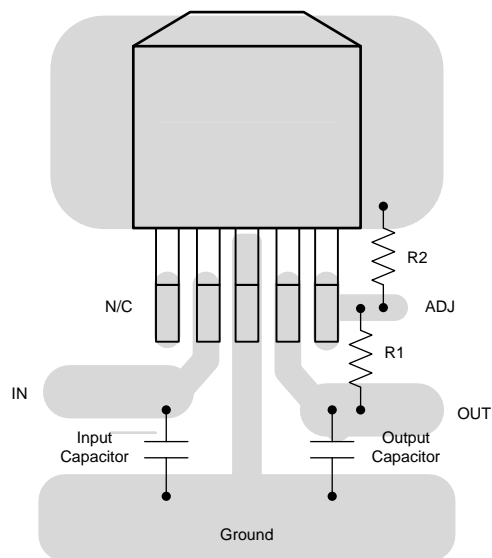 R2
N/C
ADJ
R1
IN
OUT
Input
Capacitor
Output
Capacitor
Ground